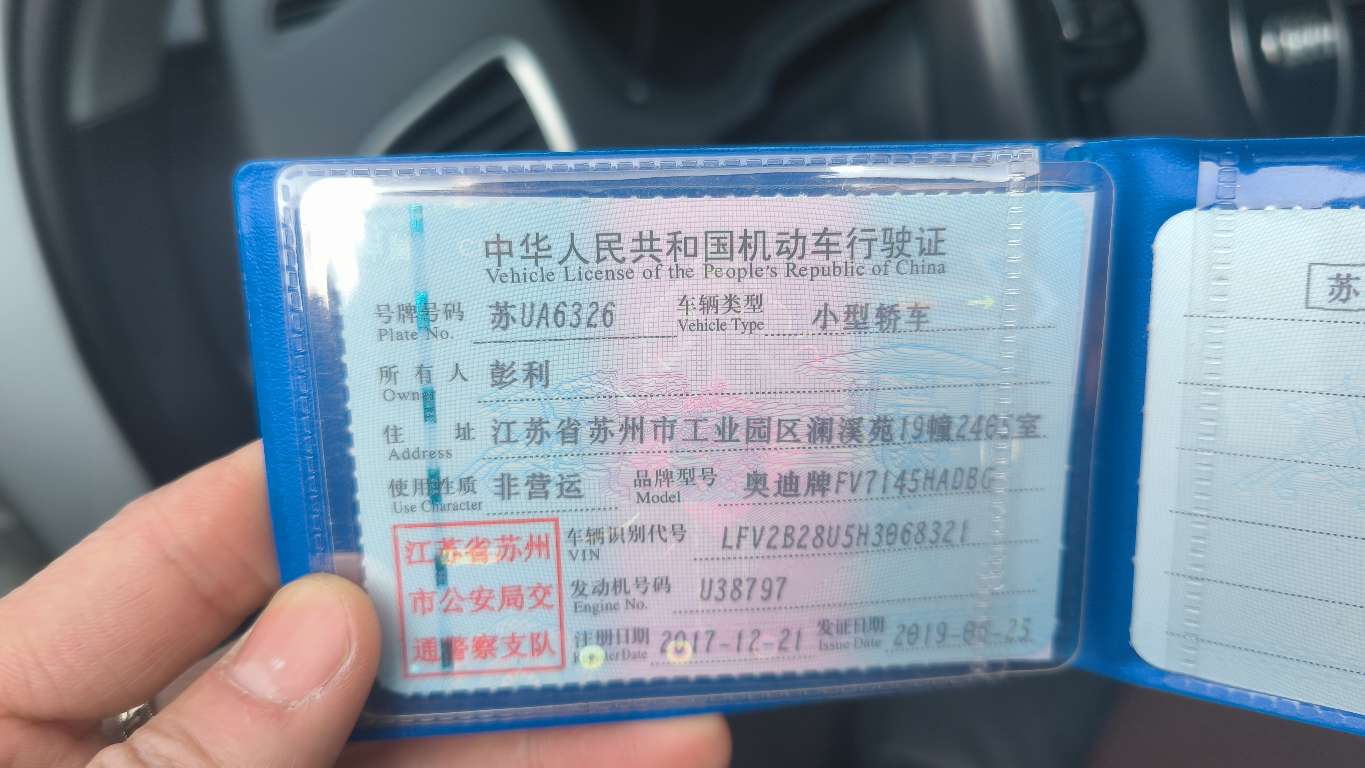 中华人民共和国机动车行驶证
Vehicle License of the People's Republic of China
号牌号码 苏UA6326 车辆类型 小型轿车
Plate No. Vehicle Type
所有人 彭利
Owner
住址 江苏省苏州市工业园区澜溪苑19幢2405室
Address
使用性质 非营运 品牌型号 奥迪牌FV7145HADBG
Use Character Model
江苏省苏州
市公安局交
通警察支队
车辆识别代号 LFV2B28U5H3068321
VIN
发动机号码 U38797
Engine No.
注册日期 2017-12-21 发证日期
Issue Date
苏